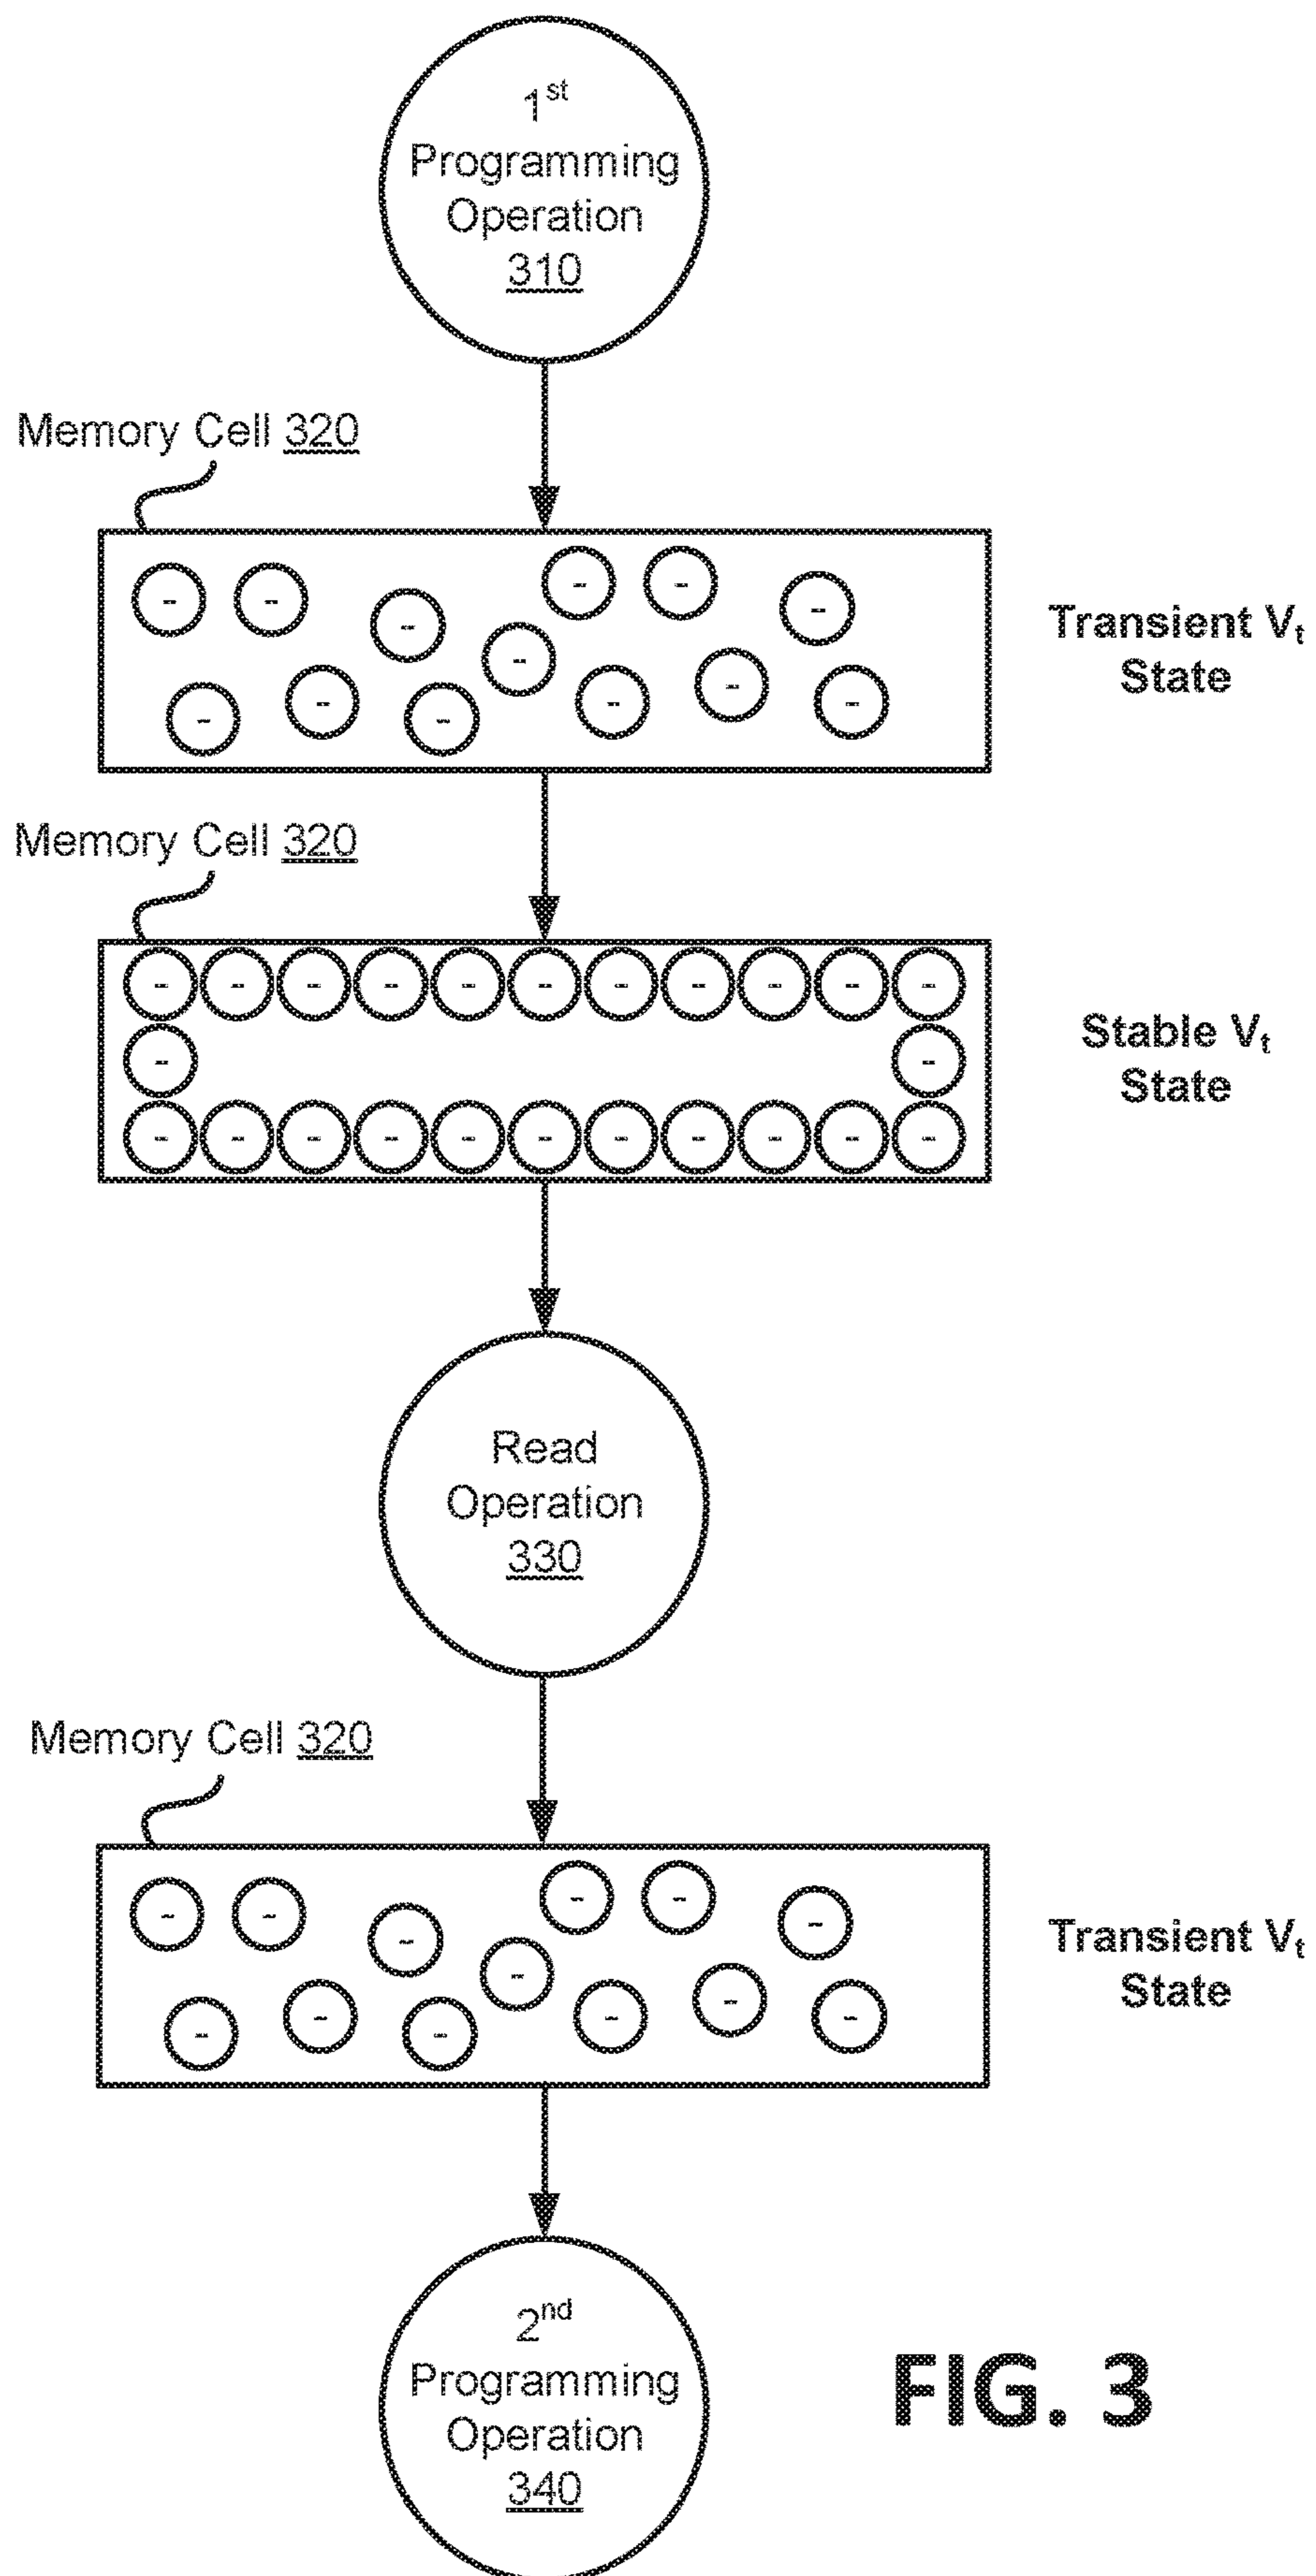 1st
Programming
Operation
310
Memory Cell 320
Transient Vt
State
Memory Cell 320
Stable Vt
State
Read
Operation
330
Memory Cell 320
Transient Vt
State
2nd
Programming
Operation
340
FIG. 3